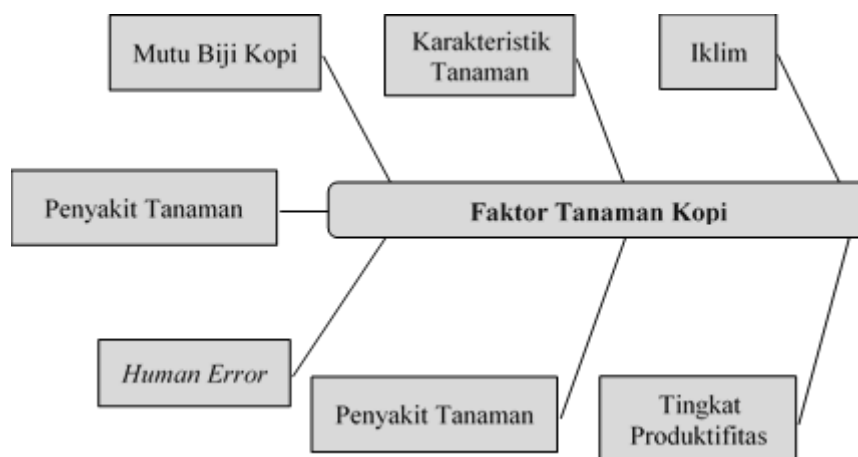 Mutu Biji Kopi
Karakteristik
Tanaman
Iklim
Penyakit Tanaman
Faktor Tanaman Kopi
Human Error
Penyakit Tanaman
Tingkat
Produktifitas